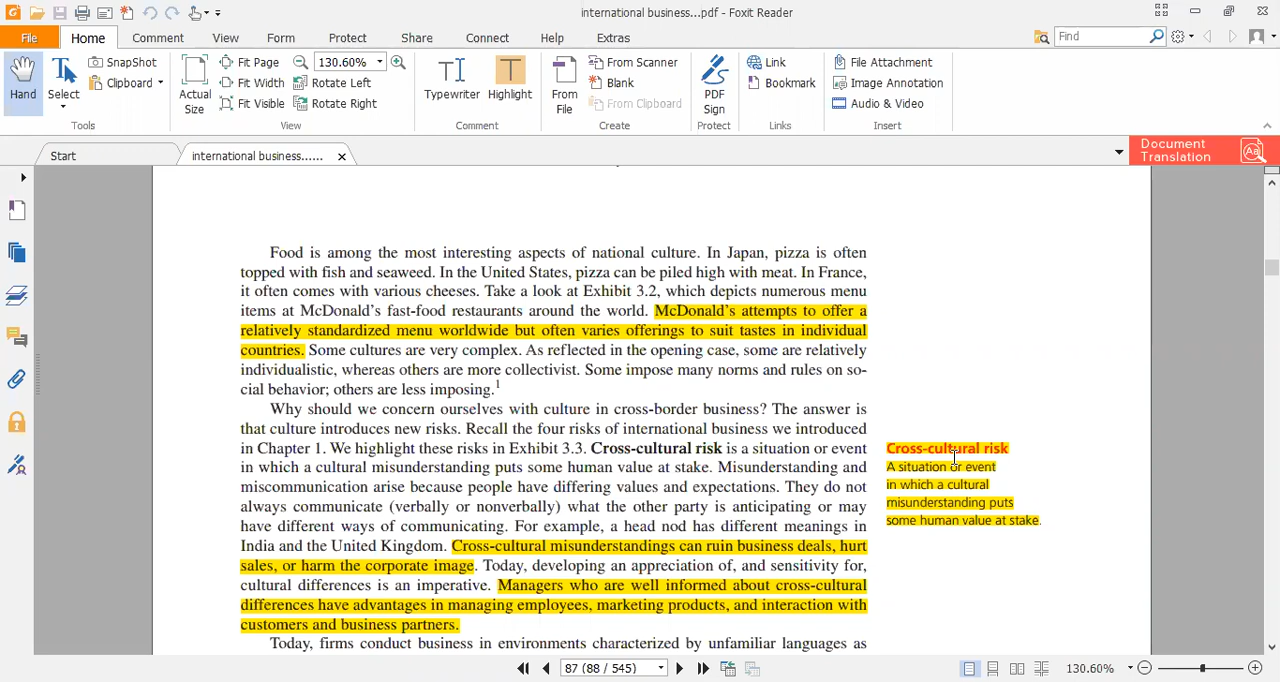 international business...pdf - Foxit Reader
File Home Comment View Form Protect Share Connect Help Extras Find
Hand Select SnapShot Clipboard Actual Size Fit Page Fit Width Fit Visible 130.60% Rotate Left Rotate Right Typewriter Highlight From File From Scanner Blank From Clipboard PDF Sign Link Bookmark File Attachment Image Annotation Audio & Video
Tools View Comment Create Protect Links Insert
Start international business...... Document Translation
Food is among the most interesting aspects of national culture. In Japan, pizza is often
topped with fish and seaweed. In the United States, pizza can be piled high with meat. In France,
it often comes with various cheeses. Take a look at Exhibit 3.2, which depicts numerous menu
items at McDonald's fast-food restaurants around the world. McDonald's attempts to offer a
relatively standardized menu worldwide but often varies offerings to suit tastes in individual
countries. Some cultures are very complex. As reflected in the opening case, some are relatively
individualistic, whereas others are more collectivist. Some impose many norms and rules on so-
cial behavior; others are less imposing.1
Why should we concern ourselves with culture in cross-border business? The answer is
that culture introduces new risks. Recall the four risks of international business we introduced
in Chapter 1. We highlight these risks in Exhibit 3.3. Cross-cultural risk is a situation or event
in which a cultural misunderstanding puts some human value at stake. Misunderstanding and
miscommunication arise because people have differing values and expectations. They do not
always communicate (verbally or nonverbally) what the other party is anticipating or may
have different ways of communicating. For example, a head nod has different meanings in
India and the United Kingdom. Cross-cultural misunderstandings can ruin business deals, hurt
sales, or harm the corporate image. Today, developing an appreciation of, and sensitivity for,
cultural differences is an imperative. Managers who are well informed about cross-cultural
differences have advantages in managing employees, marketing products, and interaction with
customers and business partners.
Today, firms conduct business in environments characterized by unfamiliar languages as
Cross-cultural risk
A situation or event
in which a cultural
misunderstanding puts
some human value at stake.
87 (88 / 545) 130.60%